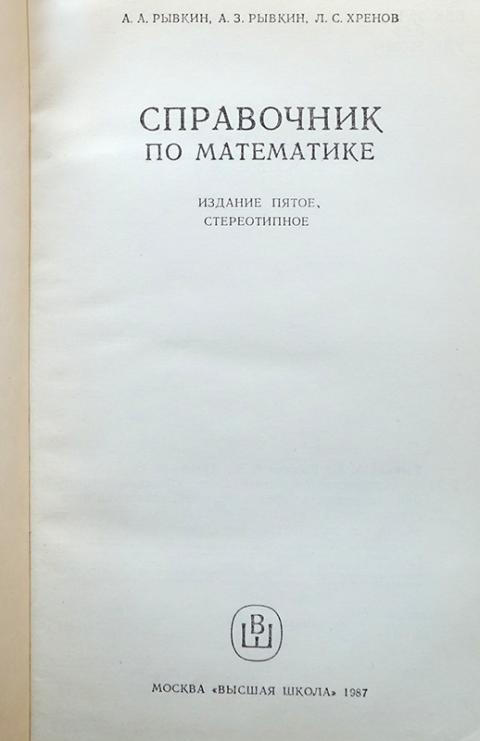 А. А. РЫВКИН, А. З. РЫВКИН, Л. С. ХРЕНОВ
СПРАВОЧНИК
ПО МАТЕМАТИКЕ
ИЗДАНИЕ ПЯТОЕ,
СТЕРЕОТИПНОЕ
ВШ
МОСКВА «ВЫСШАЯ ШКОЛА» 1987